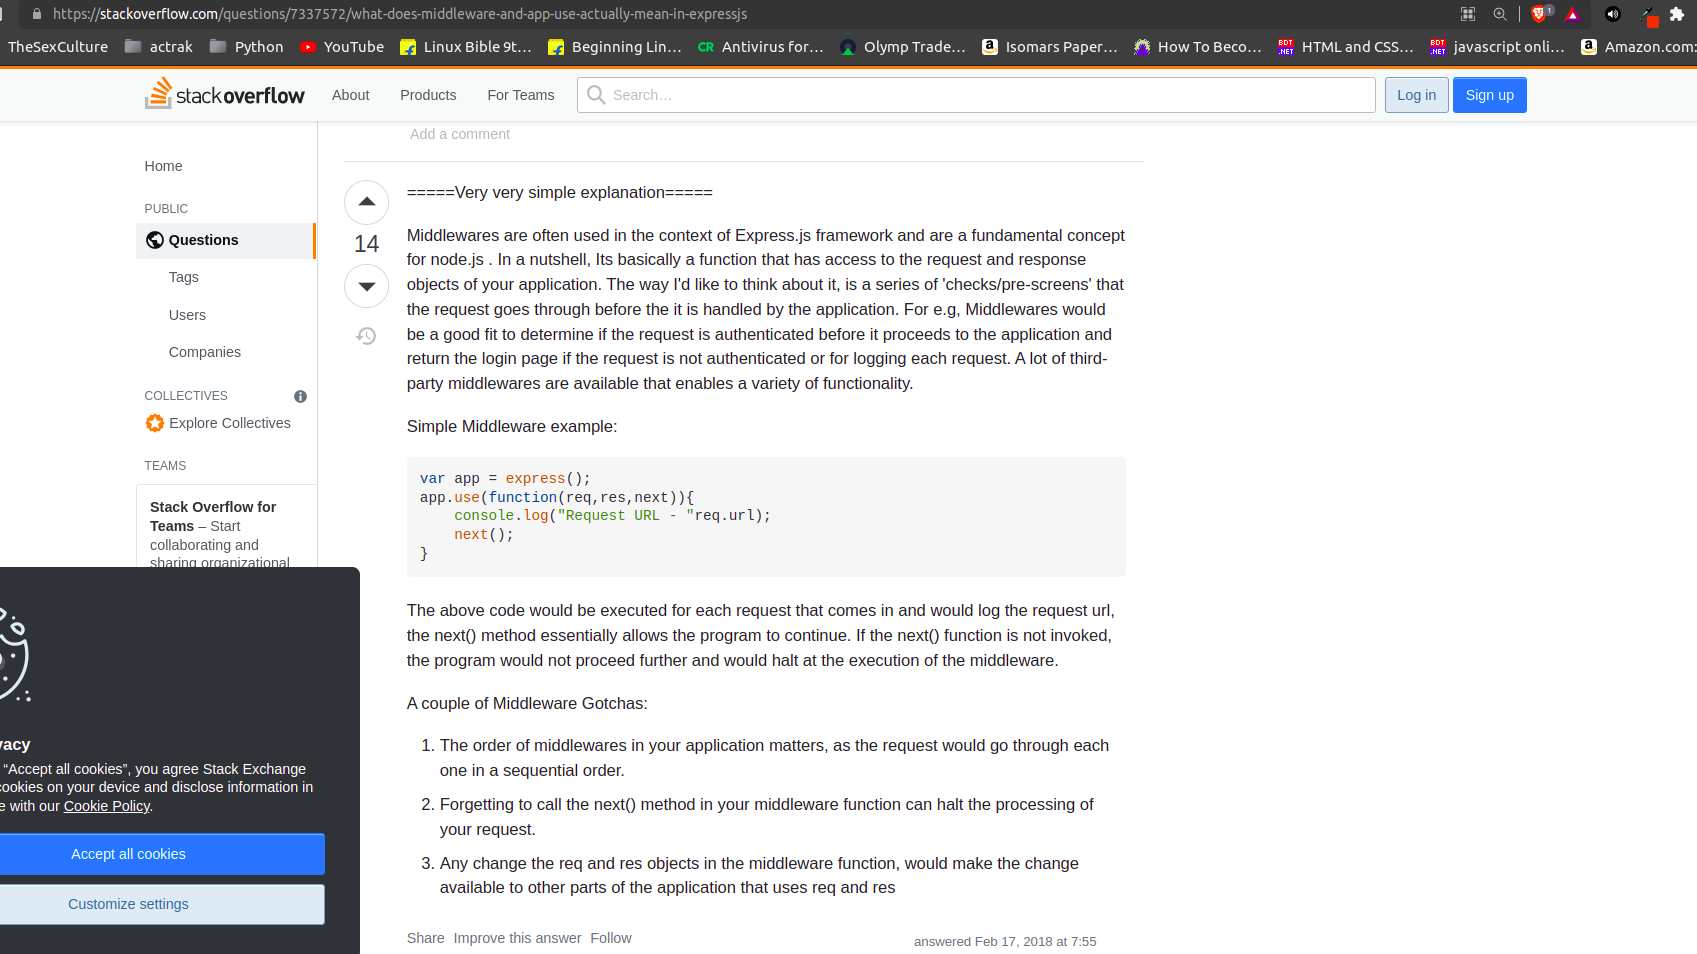 https://stackoverflow.com/questions/7337572/what-does-middleware-and-app-use-actually-mean-in-expressjs
1
TheSexCulture actrak Python YouTube Linux Bible 9t... Beginning Lin... CR Antivirus for... Olymp Trade... Isomars Paper... How To Beco... BDT .NET HTML and CSS... BDT .NET javascript onli... Amazon.com:
stackoverflow About Products For Teams Search... Log in Sign up
Add a comment
Home
PUBLIC
Questions
Tags
Users
Companies
COLLECTIVES
Explore Collectives
TEAMS
Stack Overflow for
Teams – Start
collaborating and
sharing organizational
=====Very very simple explanation=====
14
Middlewares are often used in the context of Express.js framework and are a fundamental concept
for node.js . In a nutshell, Its basically a function that has access to the request and response
objects of your application. The way I'd like to think about it, is a series of 'checks/pre-screens' that
the request goes through before the it is handled by the application. For e.g, Middlewares would
be a good fit to determine if the request is authenticated before it proceeds to the application and
return the login page if the request is not authenticated or for logging each request. A lot of third-
party middlewares are available that enables a variety of functionality.
Simple Middleware example:
var app = express();
app.use(function(req,res,next)){
    console.log("Request URL - "req.url);
    next();
}
The above code would be executed for each request that comes in and would log the request url,
the next() method essentially allows the program to continue. If the next() function is not invoked,
the program would not proceed further and would halt at the execution of the middleware.
A couple of Middleware Gotchas:
1. The order of middlewares in your application matters, as the request would go through each
one in a sequential order.
2. Forgetting to call the next() method in your middleware function can halt the processing of
your request.
3. Any change the req and res objects in the middleware function, would make the change
available to other parts of the application that uses req and res
Share Improve this answer Follow
answered Feb 17, 2018 at 7:55
vacy
“Accept all cookies”, you agree Stack Exchange
cookies on your device and disclose information in
e with our Cookie Policy.
Accept all cookies
Customize settings